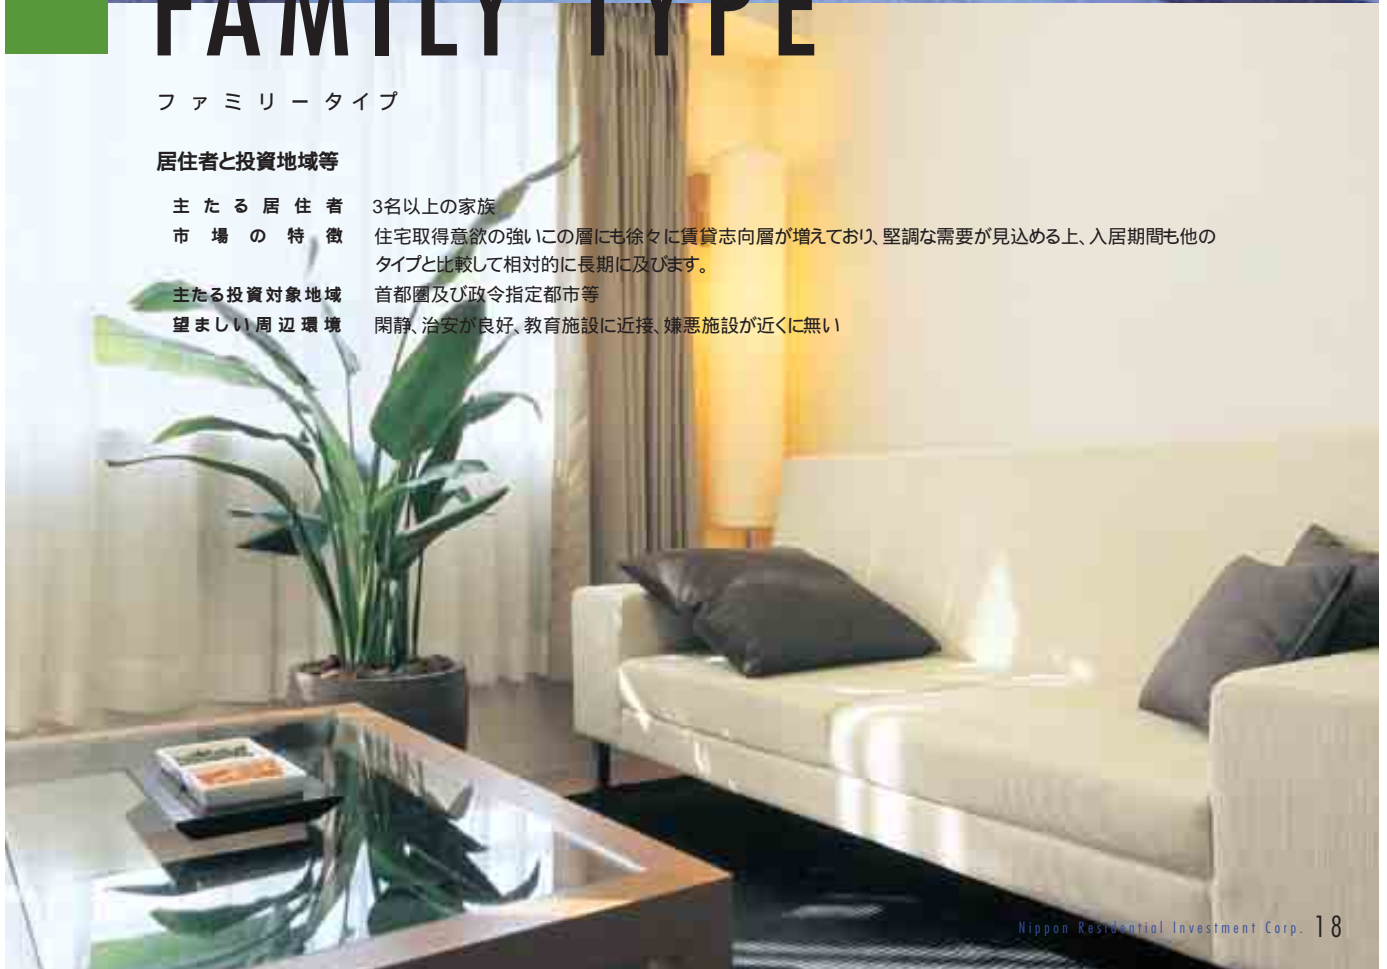 FAMILY TYPE
ファミリータイプ
居住者と投資地域等
主たる居住者 3名以上の家族
市場の特徴 住宅取得意欲の強いこの層にも徐々に賃貸志向層が増えており、堅調な需要が見込める上、入居期間も他の
タイプと比較して相対的に長期に及びます。
主たる投資対象地域 首都圏及び政令指定都市等
望ましい周辺環境 閑静、治安が良好、教育施設に近接、嫌悪施設が近くに無い
Nippon Residential Investment Corp. 18